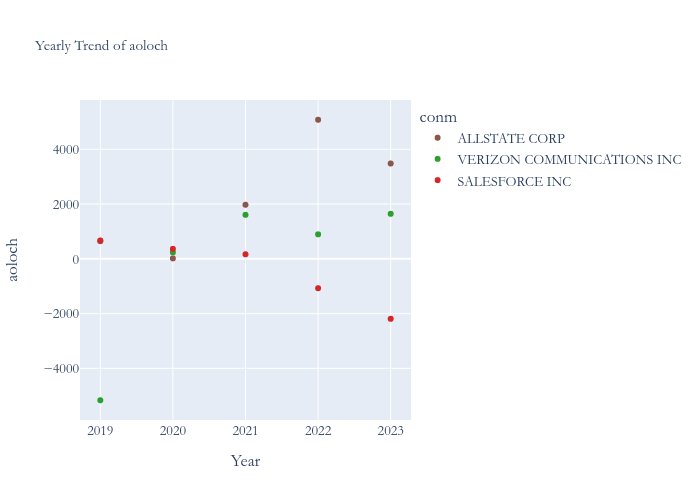 Yearly Trend of aoloch
conm
ALLSTATE CORP
VERIZON COMMUNICATIONS INC
SALESFORCE INC
aoloch
4000
2000
0
−2000
−4000
2019 2020 2021 2022 2023
Year